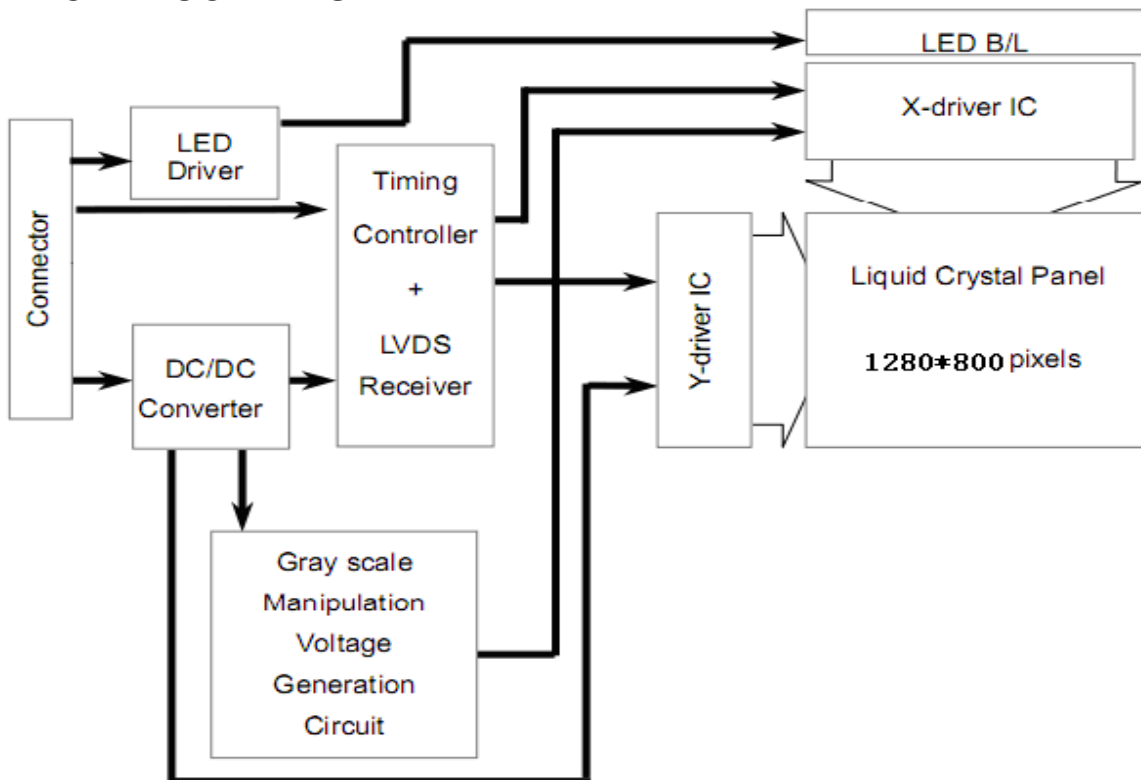 LED B/L
X-driver IC
LED
Driver
Connector
Timing
Controller
+
LVDS
Receiver
Y-driver IC
Liquid Crystal Panel
1280*800 pixels
DC/DC
Converter
Gray scale
Manipulation
Voltage
Generation
Circuit